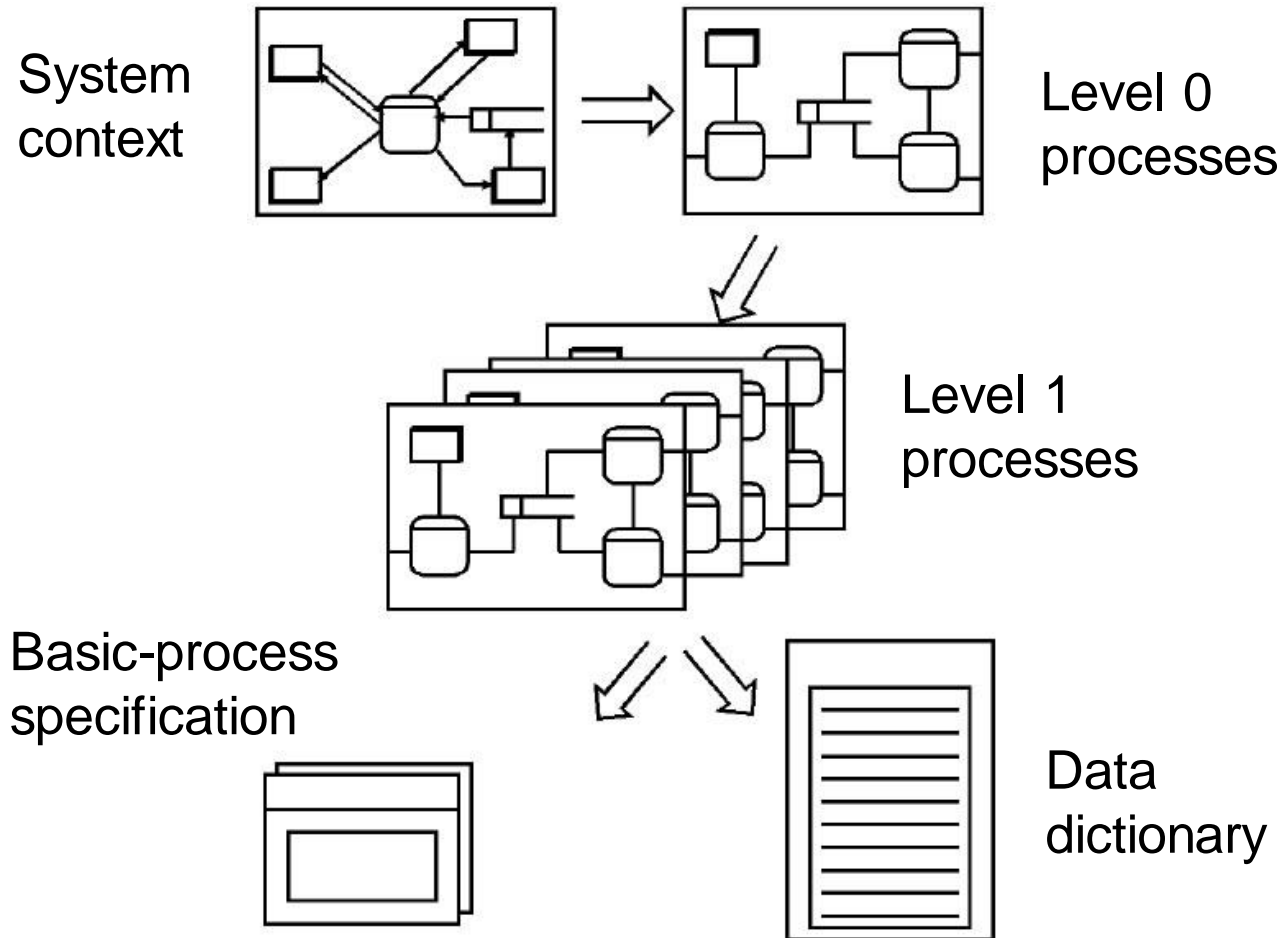 System
context
Level 0
processes
Level 1
processes
Basic-process
specification
Data
dictionary